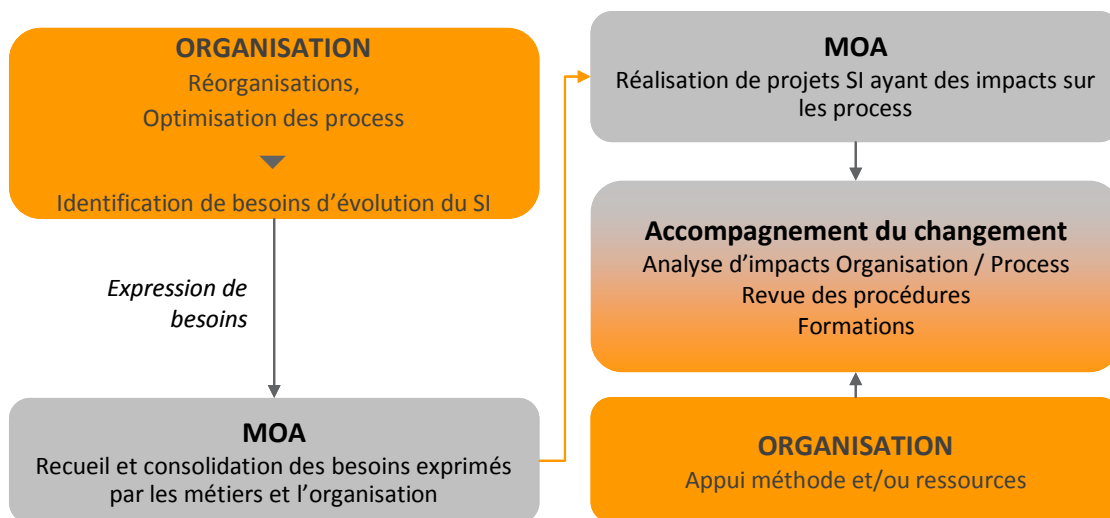 ORGANISATION
Réorganisations,
Optimisation des process
Identification de besoins d’évolution du SI
Expression de
besoins
MOA
Recueil et consolidation des besoins exprimés
par les métiers et l’organisation
MOA
Réalisation de projets SI ayant des impacts sur
les process
Accompagnement du changement
Analyse d’impacts Organisation / Process
Revue des procédures
Formations
ORGANISATION
Appui méthode et/ou ressources